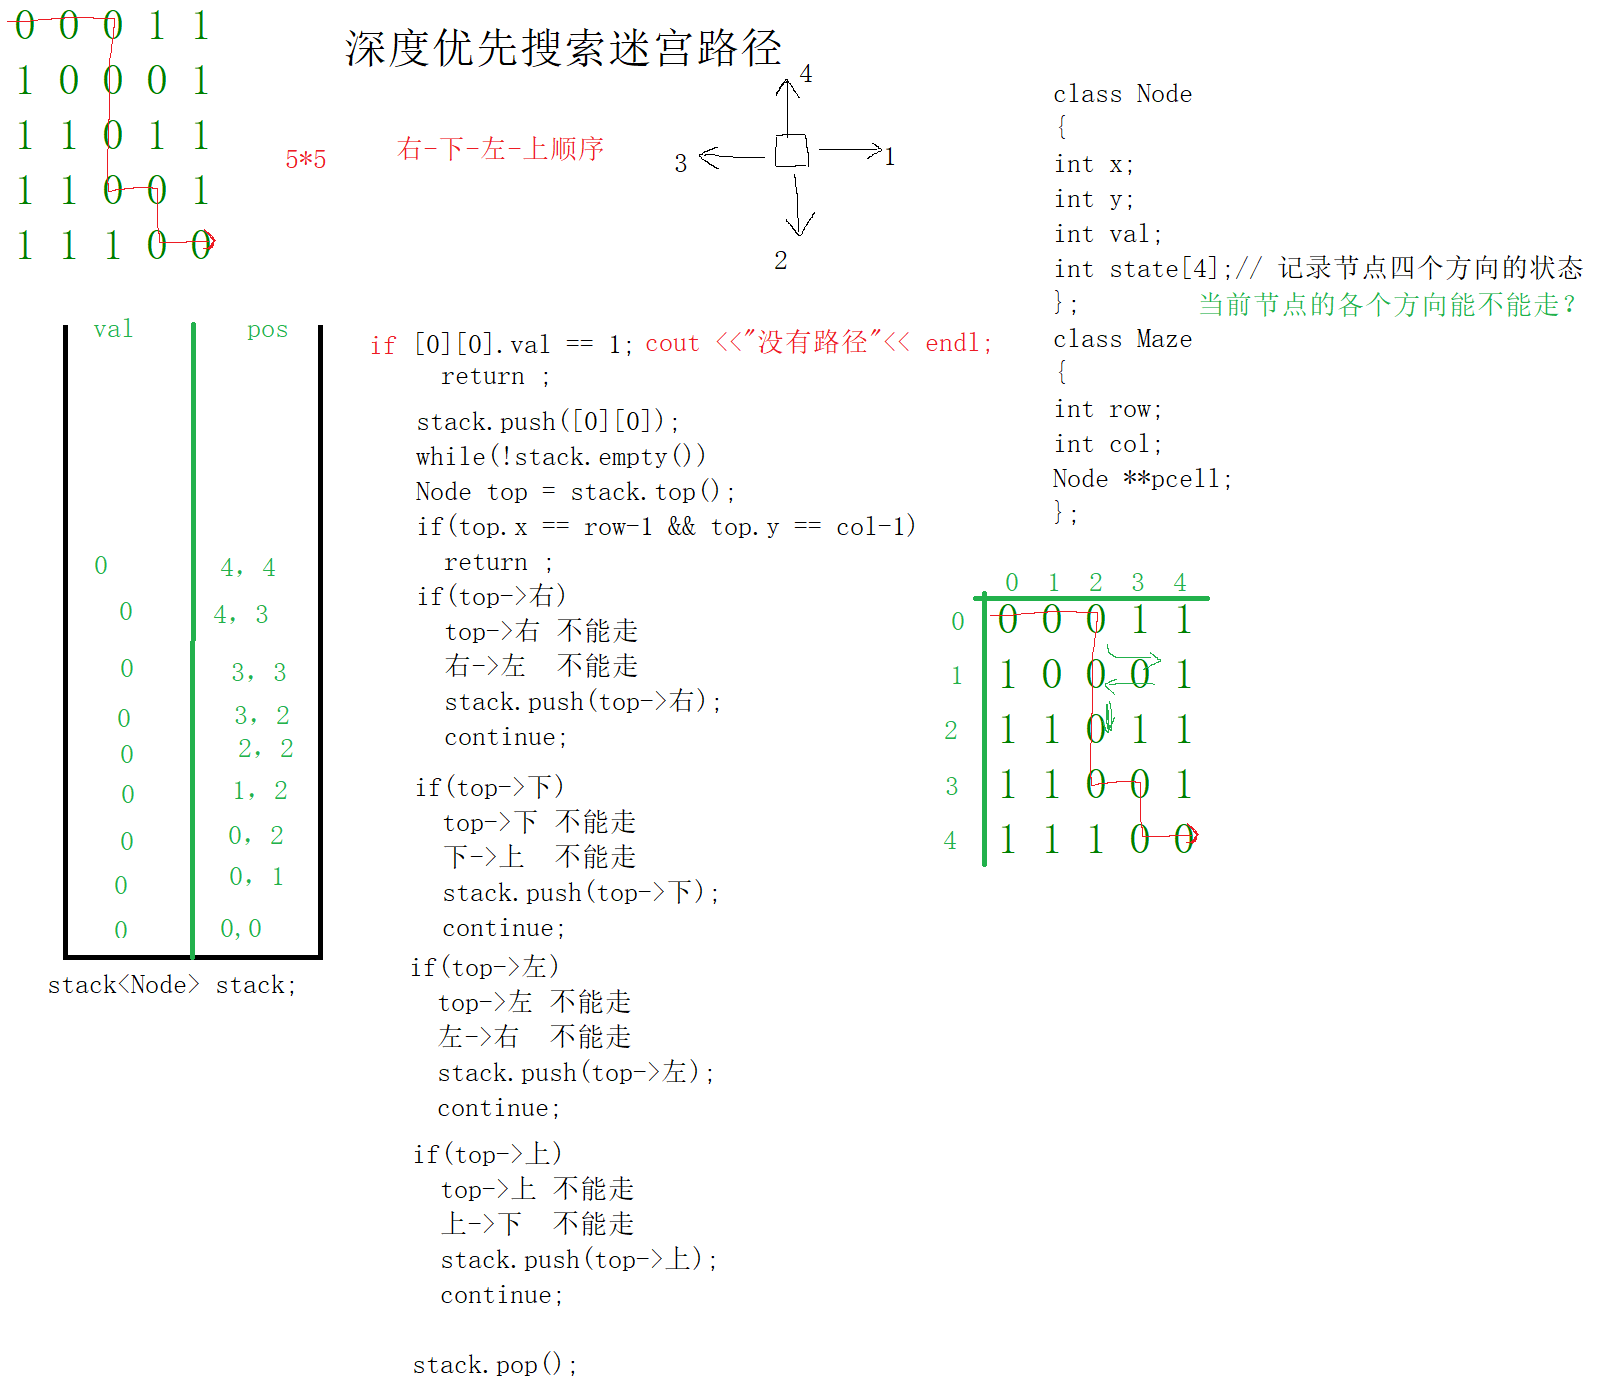 深度优先搜索迷宫路径
0 0 0 1 1
1 0 0 0 1
1 1 0 1 1
1 1 0 0 1
1 1 1 0 0
5*5
右-下-左-上顺序
4
3
1
2
class Node
{
int x;
int y;
int val;
int state[4];// 记录节点四个方向的状态
}; 当前节点的各个方向能不能走?
class Maze
{
int row;
int col;
Node **pcell;
};
val pos
0 4, 4
0 4, 3
0 3, 3
0 3, 2
0 2, 2
0 1, 2
0 0, 2
0 0, 1
0 0,0
stack<Node> stack;
if [0][0].val == 1; cout <<"没有路径"<< endl;
return ;
stack.push([0][0]);
while(!stack.empty())
Node top = stack.top();
if(top.x == row-1 && top.y == col-1)
return ;
if(top->右)
top->右 不能走
右->左 不能走
stack.push(top->右);
continue;
if(top->下)
top->下 不能走
下->上 不能走
stack.push(top->下);
continue;
if(top->左)
top->左 不能走
左->右 不能走
stack.push(top->左);
continue;
if(top->上)
top->上 不能走
上->下 不能走
stack.push(top->上);
continue;
stack.pop();
0 1 2 3 4
0 0 0 0 1 1
1 1 0 0 0 1
2 1 1 0 1 1
3 1 1 0 0 1
4 1 1 1 0 0